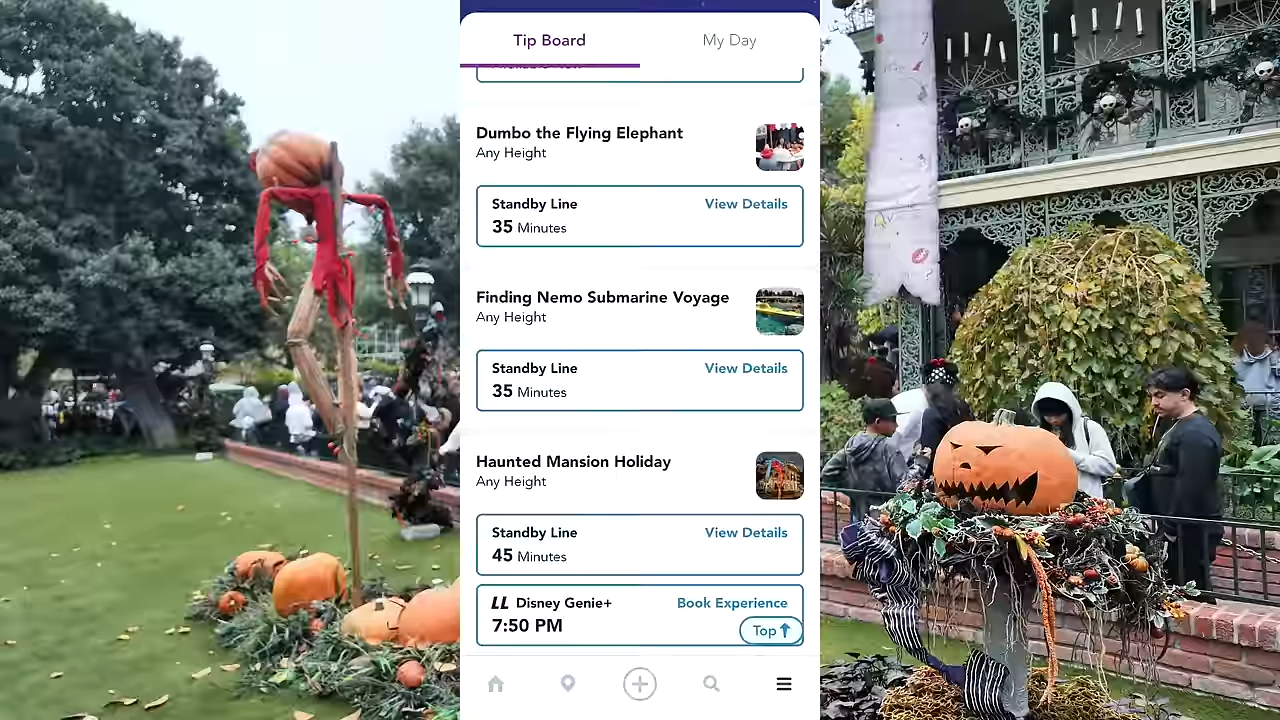 Tip Board
My Day
Dumbo the Flying Elephant
Any Height
Standby Line
View Details
35 Minutes
Finding Nemo Submarine Voyage
Any Height
Standby Line
View Details
35 Minutes
Haunted Mansion Holiday
Any Height
Standby Line
View Details
45 Minutes
LL Disney Genie+
Book Experience
7:50 PM
Top